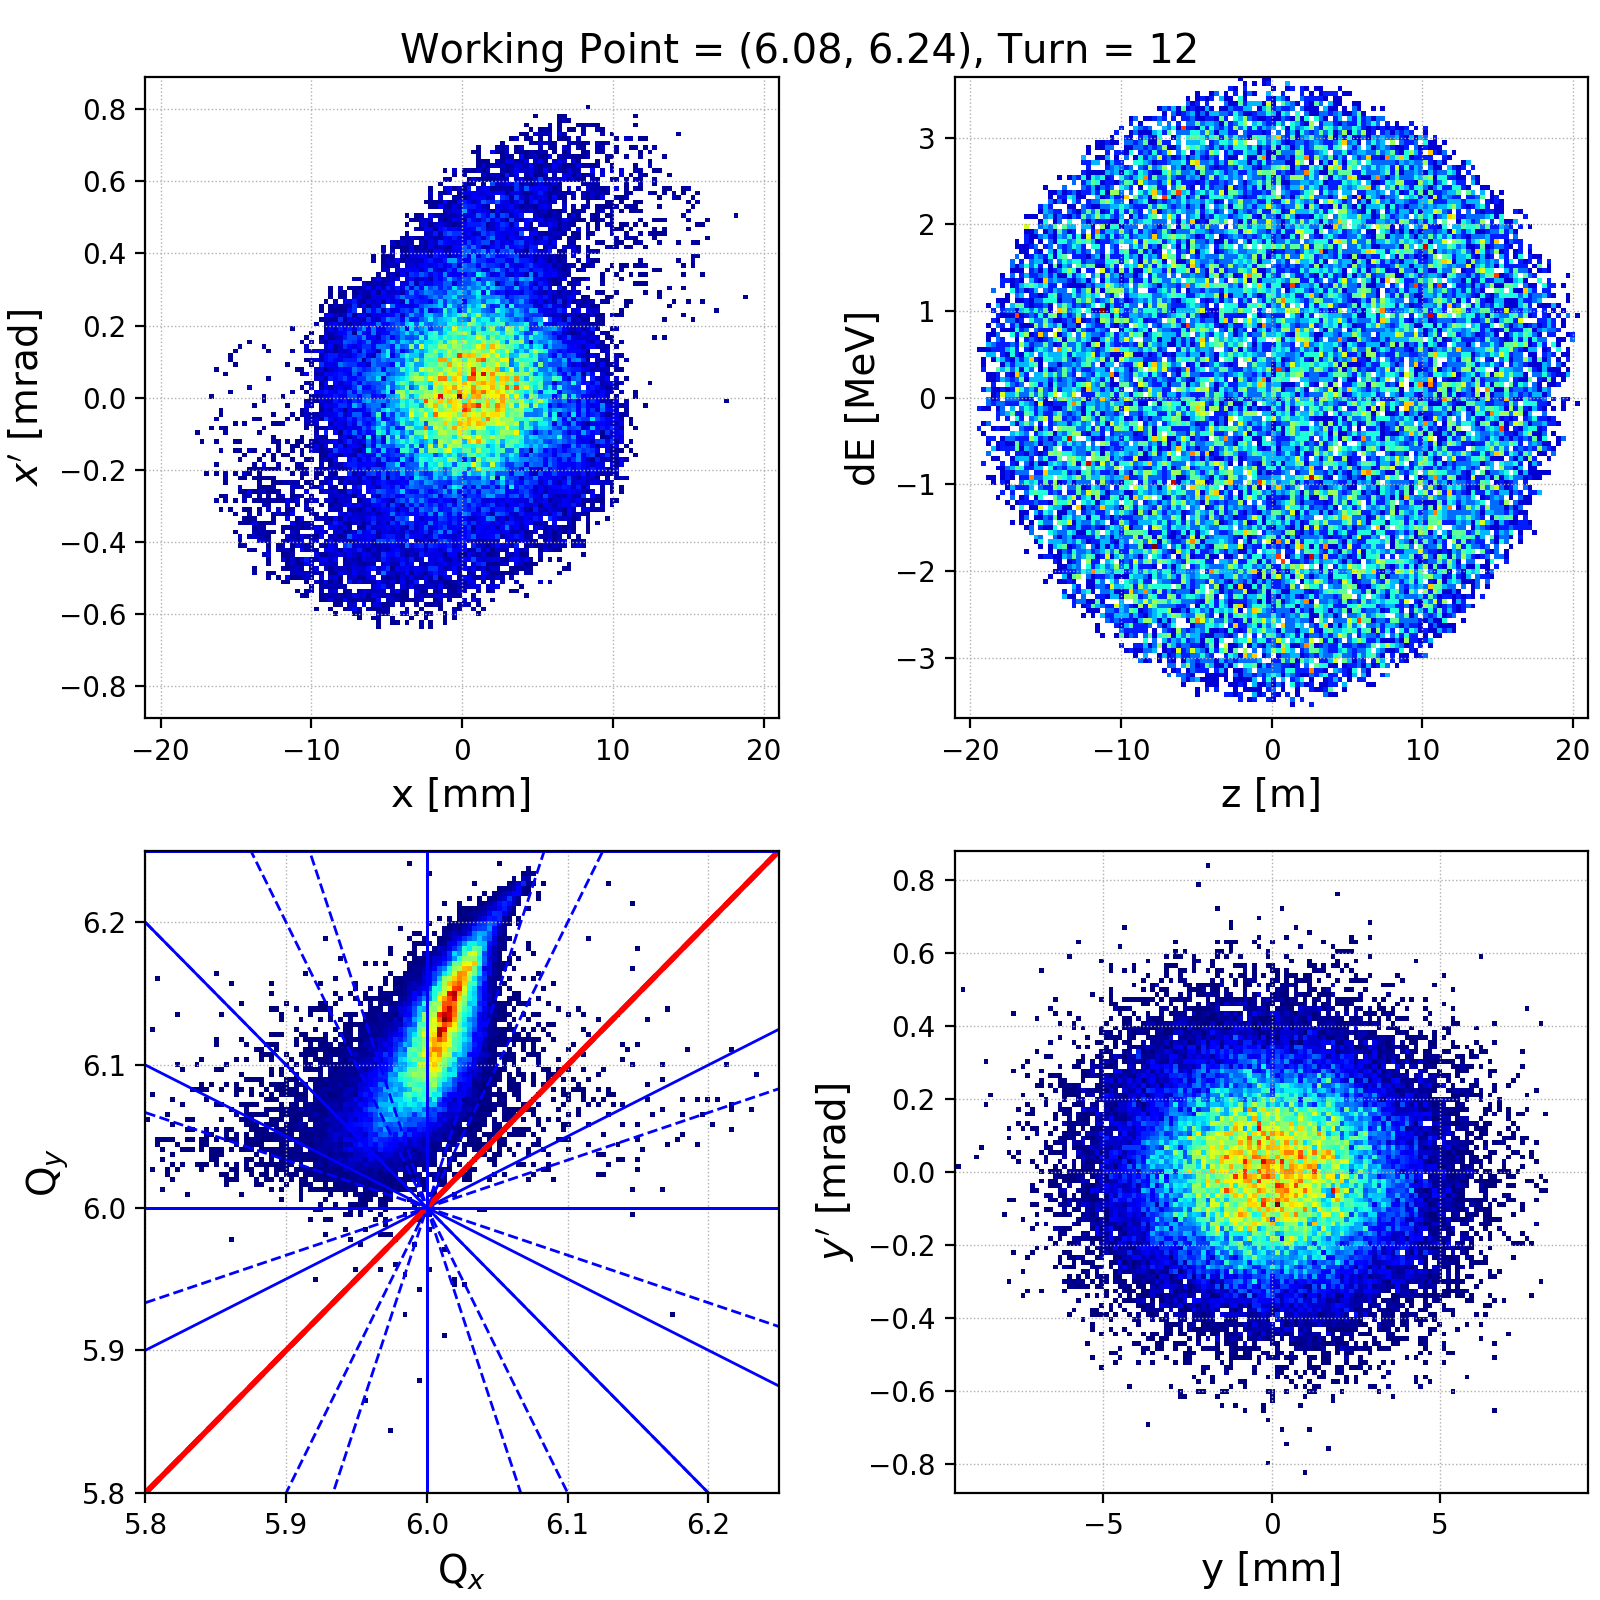 Working Point = (6.08, 6.24), Turn = 12
0.8
0.6
0.4
0.2
0.0
−0.2
−0.4
−0.6
−0.8
x′ [mrad]
−20 −10 0 10 20
x [mm]
3
2
1
0
−1
−2
−3
dE [MeV]
−20 −10 0 10 20
z [m]
6.2
6.1
6.0
5.9
5.8
Qy
5.8 5.9 6.0 6.1 6.2
Qx
0.8
0.6
0.4
0.2
0.0
−0.2
−0.4
−0.6
−0.8
y′ [mrad]
−5 0 5
y [mm]